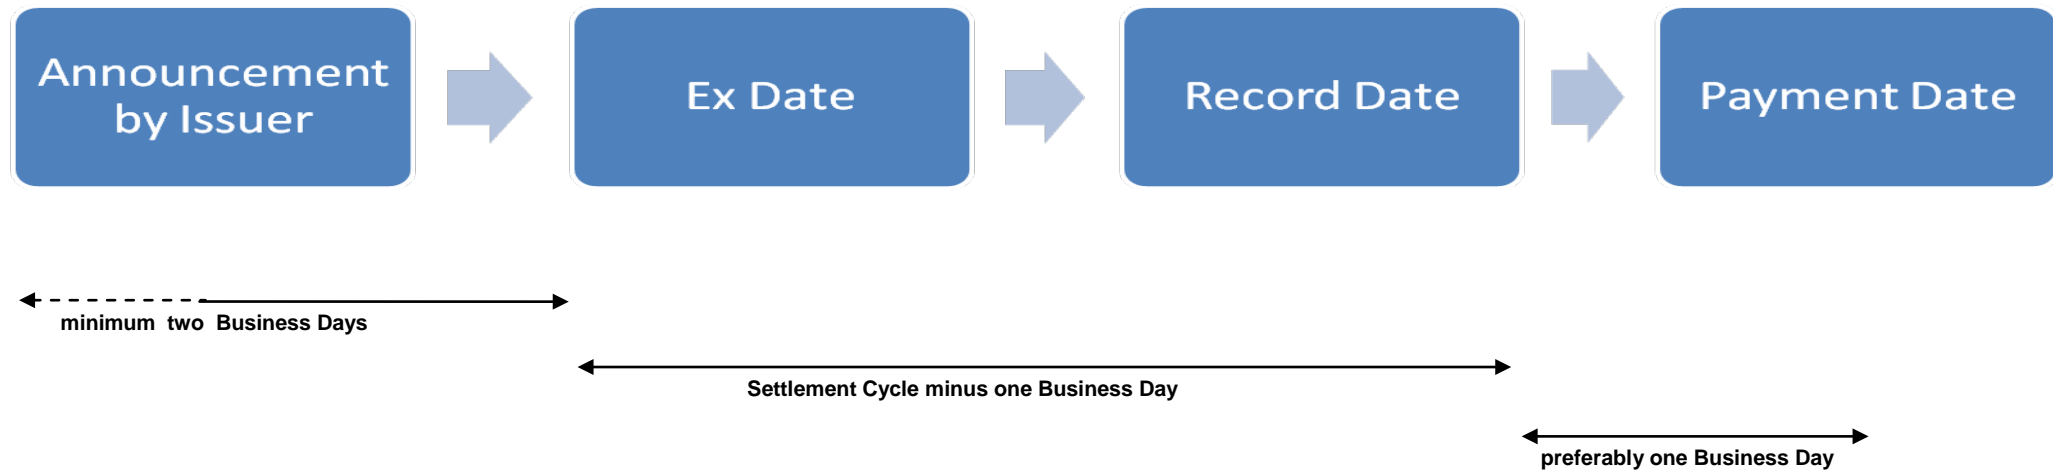 Announcement
by Issuer
Ex Date
Record Date
Payment Date
minimum two Business Days
Settlement Cycle minus one Business Day
preferably one Business Day